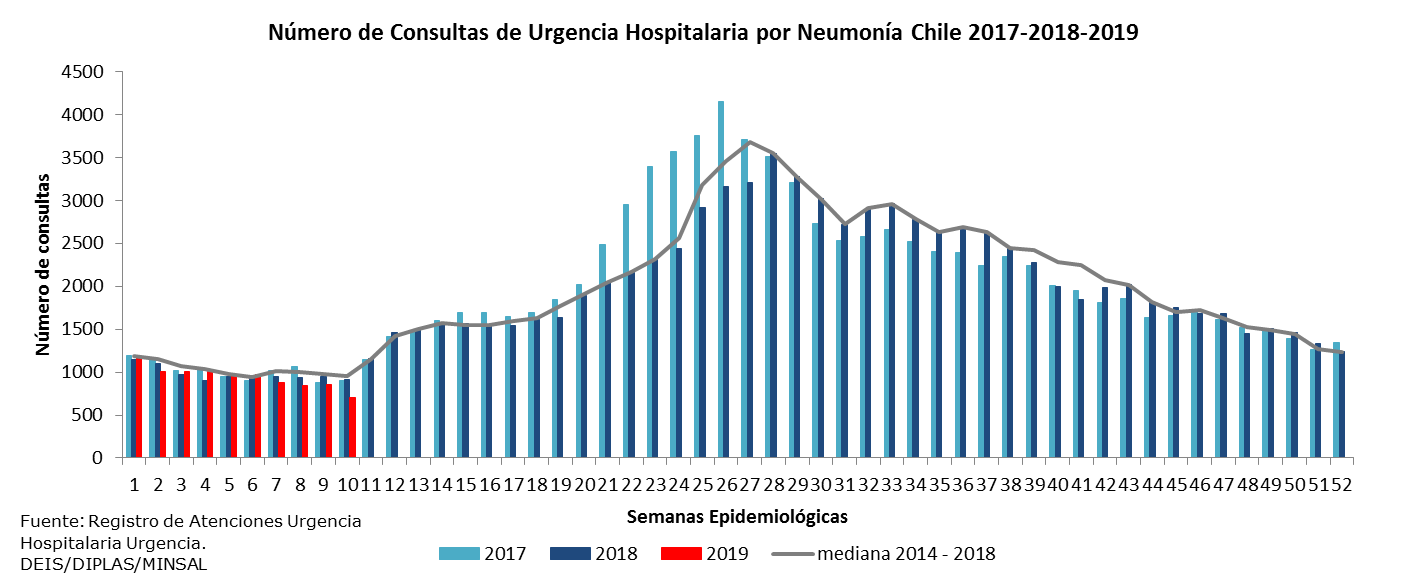 Número de Consultas de Urgencia Hospitalaria por Neumonía Chile 2017-2018-2019
Número de consultas
4500
4000
3500
3000
2500
2000
1500
1000
500
0
1 2 3 4 5 6 7 8 9 10 11 12 13 14 15 16 17 18 19 20 21 22 23 24 25 26 27 28 29 30 31 32 33 34 35 36 37 38 39 40 41 42 43 44 45 46 47 48 49 50 51 52
Semanas Epidemiológicas
Fuente: Registro de Atenciones Urgencia
Hospitalaria Urgencia.
DEIS/DIPLAS/MINSAL
2017 2018 2019 mediana 2014 - 2018